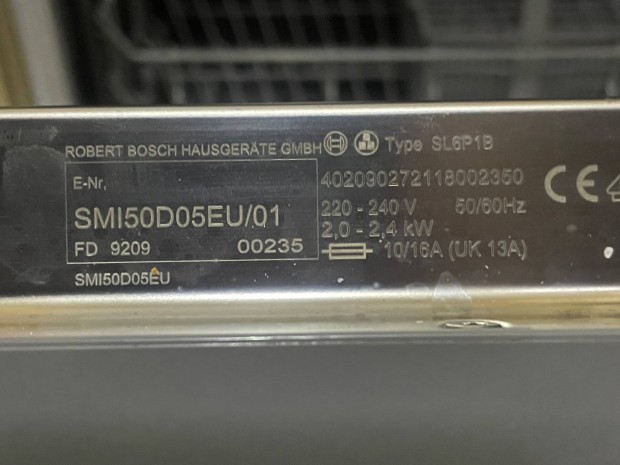 ROBERT BOSCH HAUSGERÄTE GMBH
Type SL6P1B
E-Nr,
SMI50D05EU/01
FD 9209 00235
SMI50D05EU
402090272118002350
220 - 240 V 50/60Hz
2,0 - 2,4 kW
10/16A (UK 13A)
CE